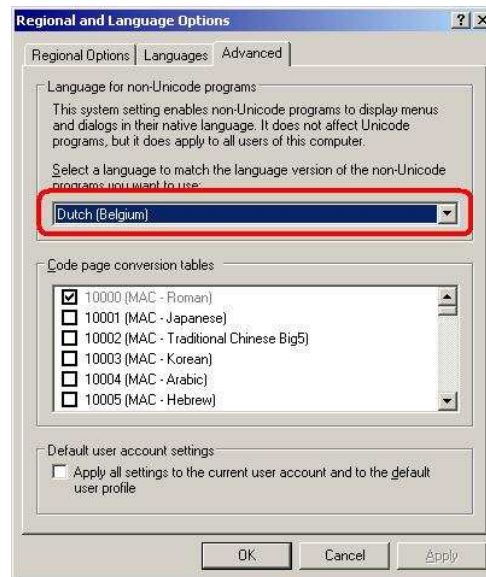 Regional and Language Options
Regional Options Languages Advanced
Language for non-Unicode programs
This system setting enables non-Unicode programs to display menus
and dialogs in their native language. It does not affect Unicode
programs, but it does apply to all users of this computer.
Select a language to match the language version of the non-Unicode
programs you want to use:
Dutch (Belgium)
Code page conversion tables
10000 (MAC - Roman)
10001 (MAC - Japanese)
10002 (MAC - Traditional Chinese Big5)
10003 (MAC - Korean)
10004 (MAC - Arabic)
10005 (MAC - Hebrew)
Default user account settings
Apply all settings to the current user account and to the default
user profile
OK Cancel Apply